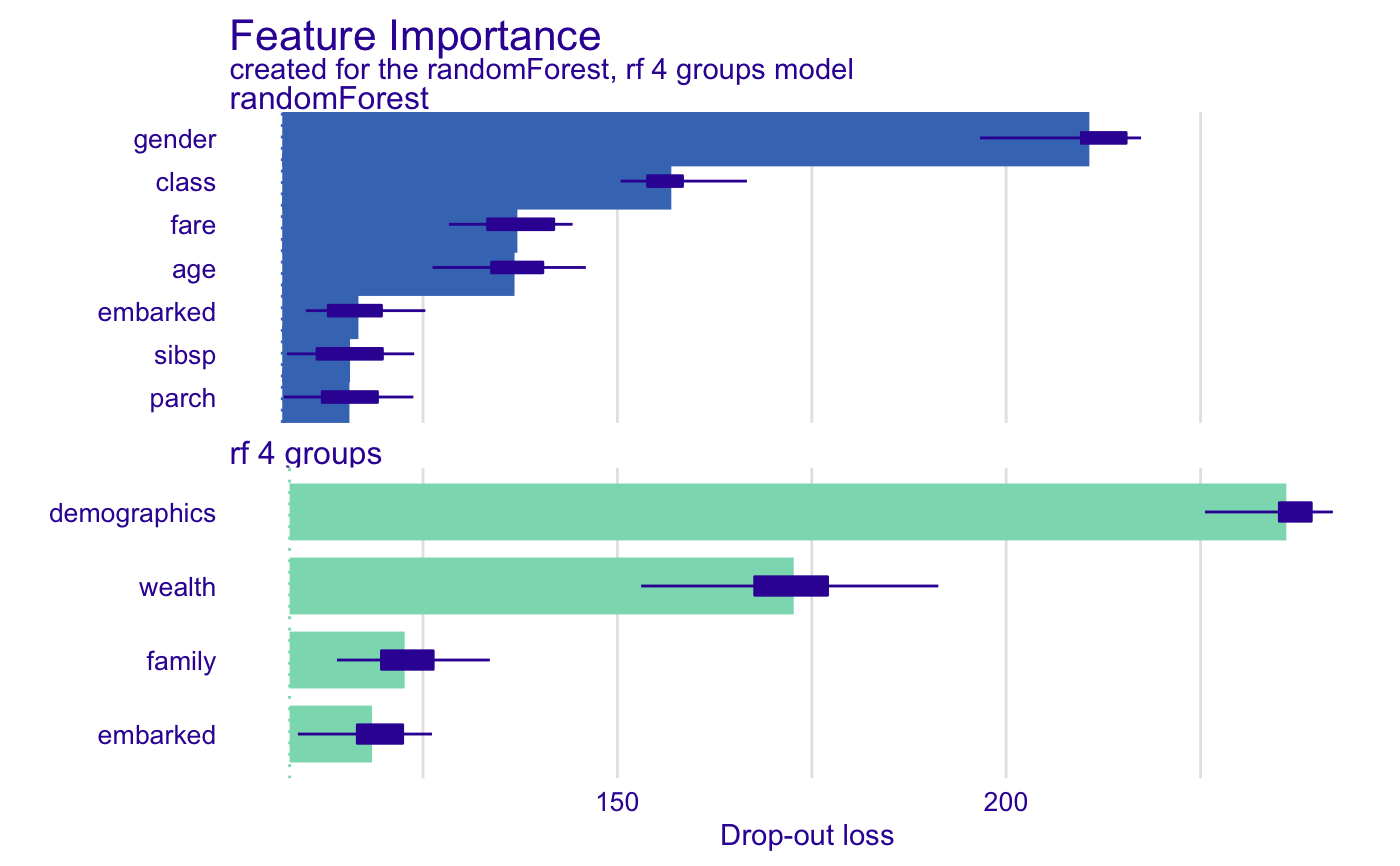 Feature Importance
created for the randomForest, rf 4 groups model
randomForest
gender
class
fare
age
embarked
sibsp
parch
rf 4 groups
demographics
wealth
family
embarked
150 200
Drop-out loss